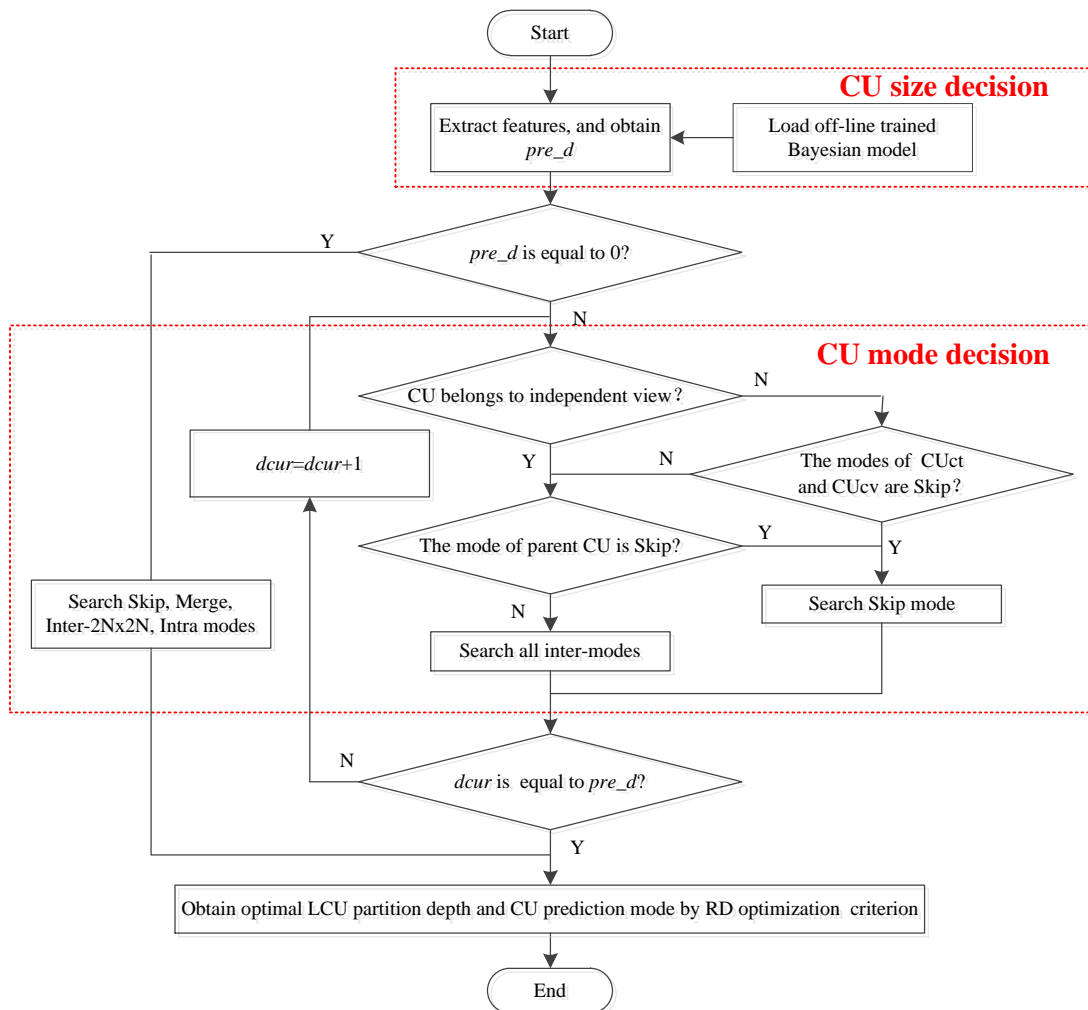 Start
CU size decision
Extract features, and obtain
pre_d
Load off-line trained
Bayesian model
Y
pre_d is equal to 0?
N
CU mode decision
N
CU belongs to independent view?
dcur=dcur+1
Y
N
The modes of CUct
and CUcv are Skip?
The mode of parent CU is Skip?
Y
Y
Search Skip, Merge,
Inter-2Nx2N, Intra modes
Search Skip mode
N
Search all inter-modes
N
dcur is equal to pre_d?
Y
Obtain optimal LCU partition depth and CU prediction mode by RD optimization criterion
End